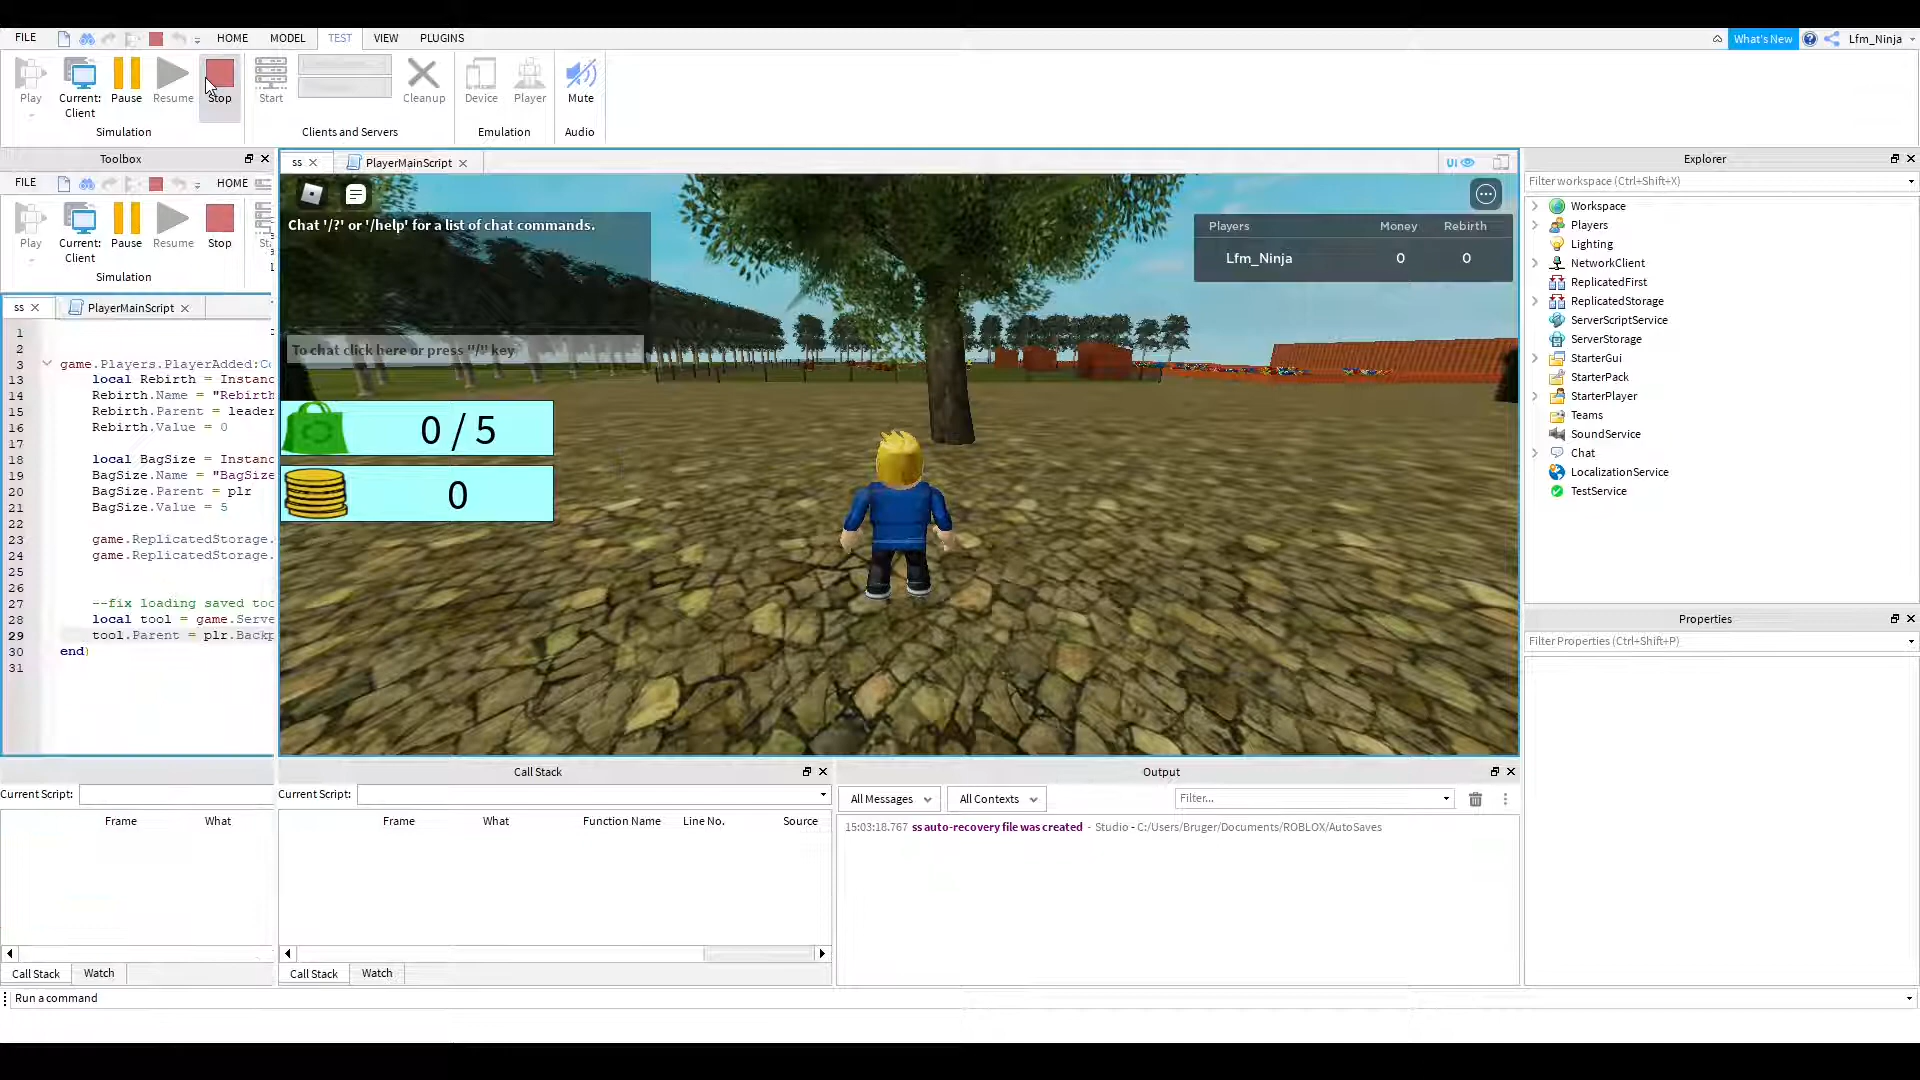 FILE HOME MODEL TEST VIEW PLUGINS What's New Lfm_Ninja
Play Current: Client Pause Resume Stop Start Cleanup Device Player Mute
Simulation Clients and Servers Emulation Audio
Toolbox
FILE HOME
Play Current: Client Pause Resume Stop
Simulation
ss PlayerMainScript
1
2
3 game.Players.PlayerAdded:Co
13 local Rebirth = Instanc
14 Rebirth.Name = "Rebirth
15 Rebirth.Parent = leader
16 Rebirth.Value = 0
17
18 local BagSize = Instanc
19 BagSize.Name = "BagSize
20 BagSize.Parent = plr
21 BagSize.Value = 5
22
23 game.ReplicatedStorage.
24 game.ReplicatedStorage.
25
26
27 --fix loading saved too
28 local tool = game.Serve
29 tool.Parent = plr.Backp
30 end)
31
Current Script:
Frame What
Call Stack Watch
ss PlayerMainScript UI
Chat '/?' or '/help' for a list of chat commands.
To chat click here or press "/" key
Players Money Rebirth
Lfm_Ninja 0 0
0 / 5
0
Call Stack
Current Script:
Frame What Function Name Line No. Source
Call Stack Watch
Output
All Messages All Contexts Filter...
15:03:18.767 ss auto-recovery file was created - Studio - C:/Users/Bruger/Documents/ROBLOX/AutoSaves
Explorer
Filter workspace (Ctrl+Shift+X)
Workspace
Players
Lighting
NetworkClient
ReplicatedFirst
ReplicatedStorage
ServerScriptService
ServerStorage
StarterGui
StarterPack
StarterPlayer
Teams
SoundService
Chat
LocalizationService
TestService
Properties
Filter Properties (Ctrl+Shift+P)
Run a command